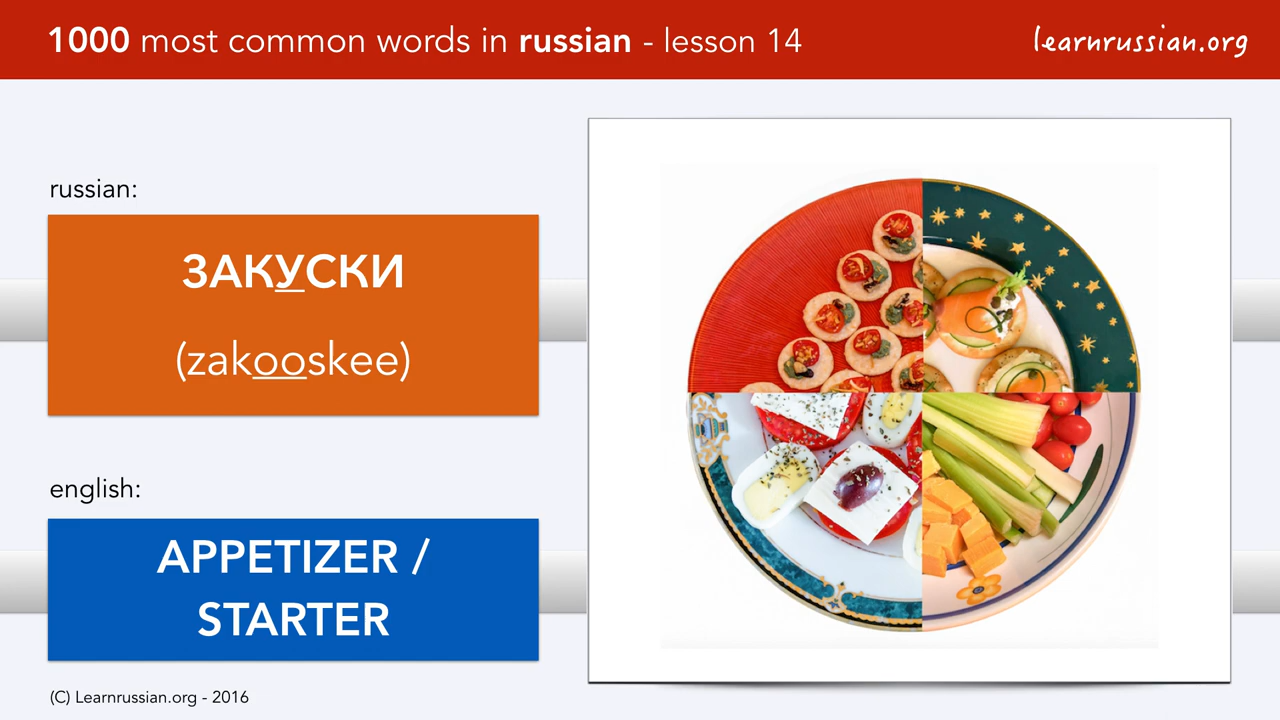 1000 most common words in russian - lesson 14
learnrussian.org
russian:
ЗАКУСКИ
(zakooskee)
english:
APPETIZER /
STARTER
(C) Learnrussian.org - 2016